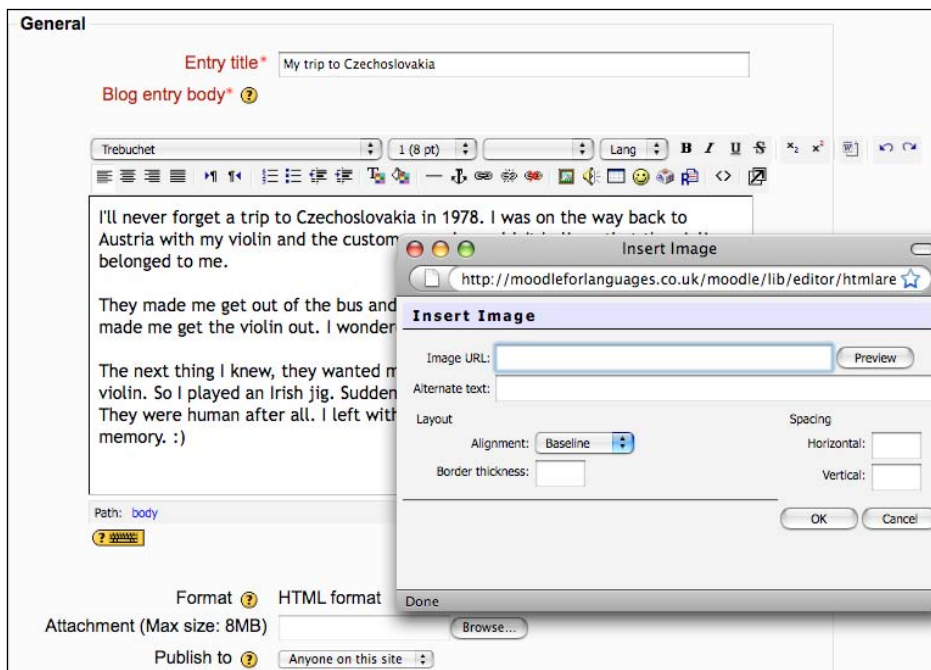 General
Entry title*
My trip to Czechoslovakia
Blog entry body*
Trebuchet
1 (8 pt)
Lang
B I U S x₂ x²
I'll never forget a trip to Czechoslovakia in 1978. I was on the way back to
Austria with my violin and the custom
belonged to me.
They made me get out of the bus and
made me get the violin out. I wonder
The next thing I knew, they wanted m
violin. So I played an Irish jig. Sudden
They were human after all. I left with
memory. :)
Path: body
?
Format
HTML format
Attachment (Max size: 8MB)
Browse...
Publish to
Anyone on this site
Insert Image
http://moodleforlanguages.co.uk/moodle/lib/editor/htmlare
Insert Image
Image URL:
Preview
Alternate text:
Layout
Spacing
Alignment:
Baseline
Horizontal:
Border thickness:
Vertical:
OK
Cancel
Done